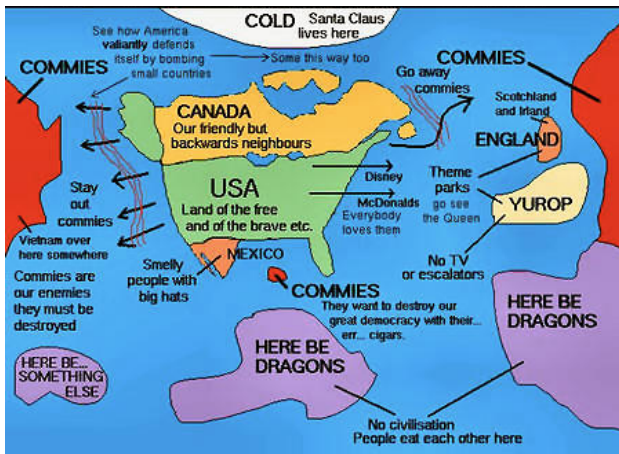 COLD
Santa Claus
lives here
See how America
valiantly defends
itself by bombing
small countries
Some this way too
COMMIES
Go away
commies
COMMIES
Scotchland
and Irland
ENGLAND
CANADA
Our friendly but
backwards neighbours
Disney
Theme
parks
go see
the Queen
YUROP
USA
Land of the free
and of the brave etc.
McDonalds
Everybody
loves them
Stay
out
commies
Vietnam over
here somewhere
Commies are
our enemies
they must be
destroyed
Smelly
people with
big hats
MEXICO
No TV
or escalators
COMMIES
They want to destroy our
great democracy with their...
err... cigars.
HERE BE
DRAGONS
HERE BE
DRAGONS
HERE BE...
SOMETHING
ELSE
No civilisation
People eat each other here